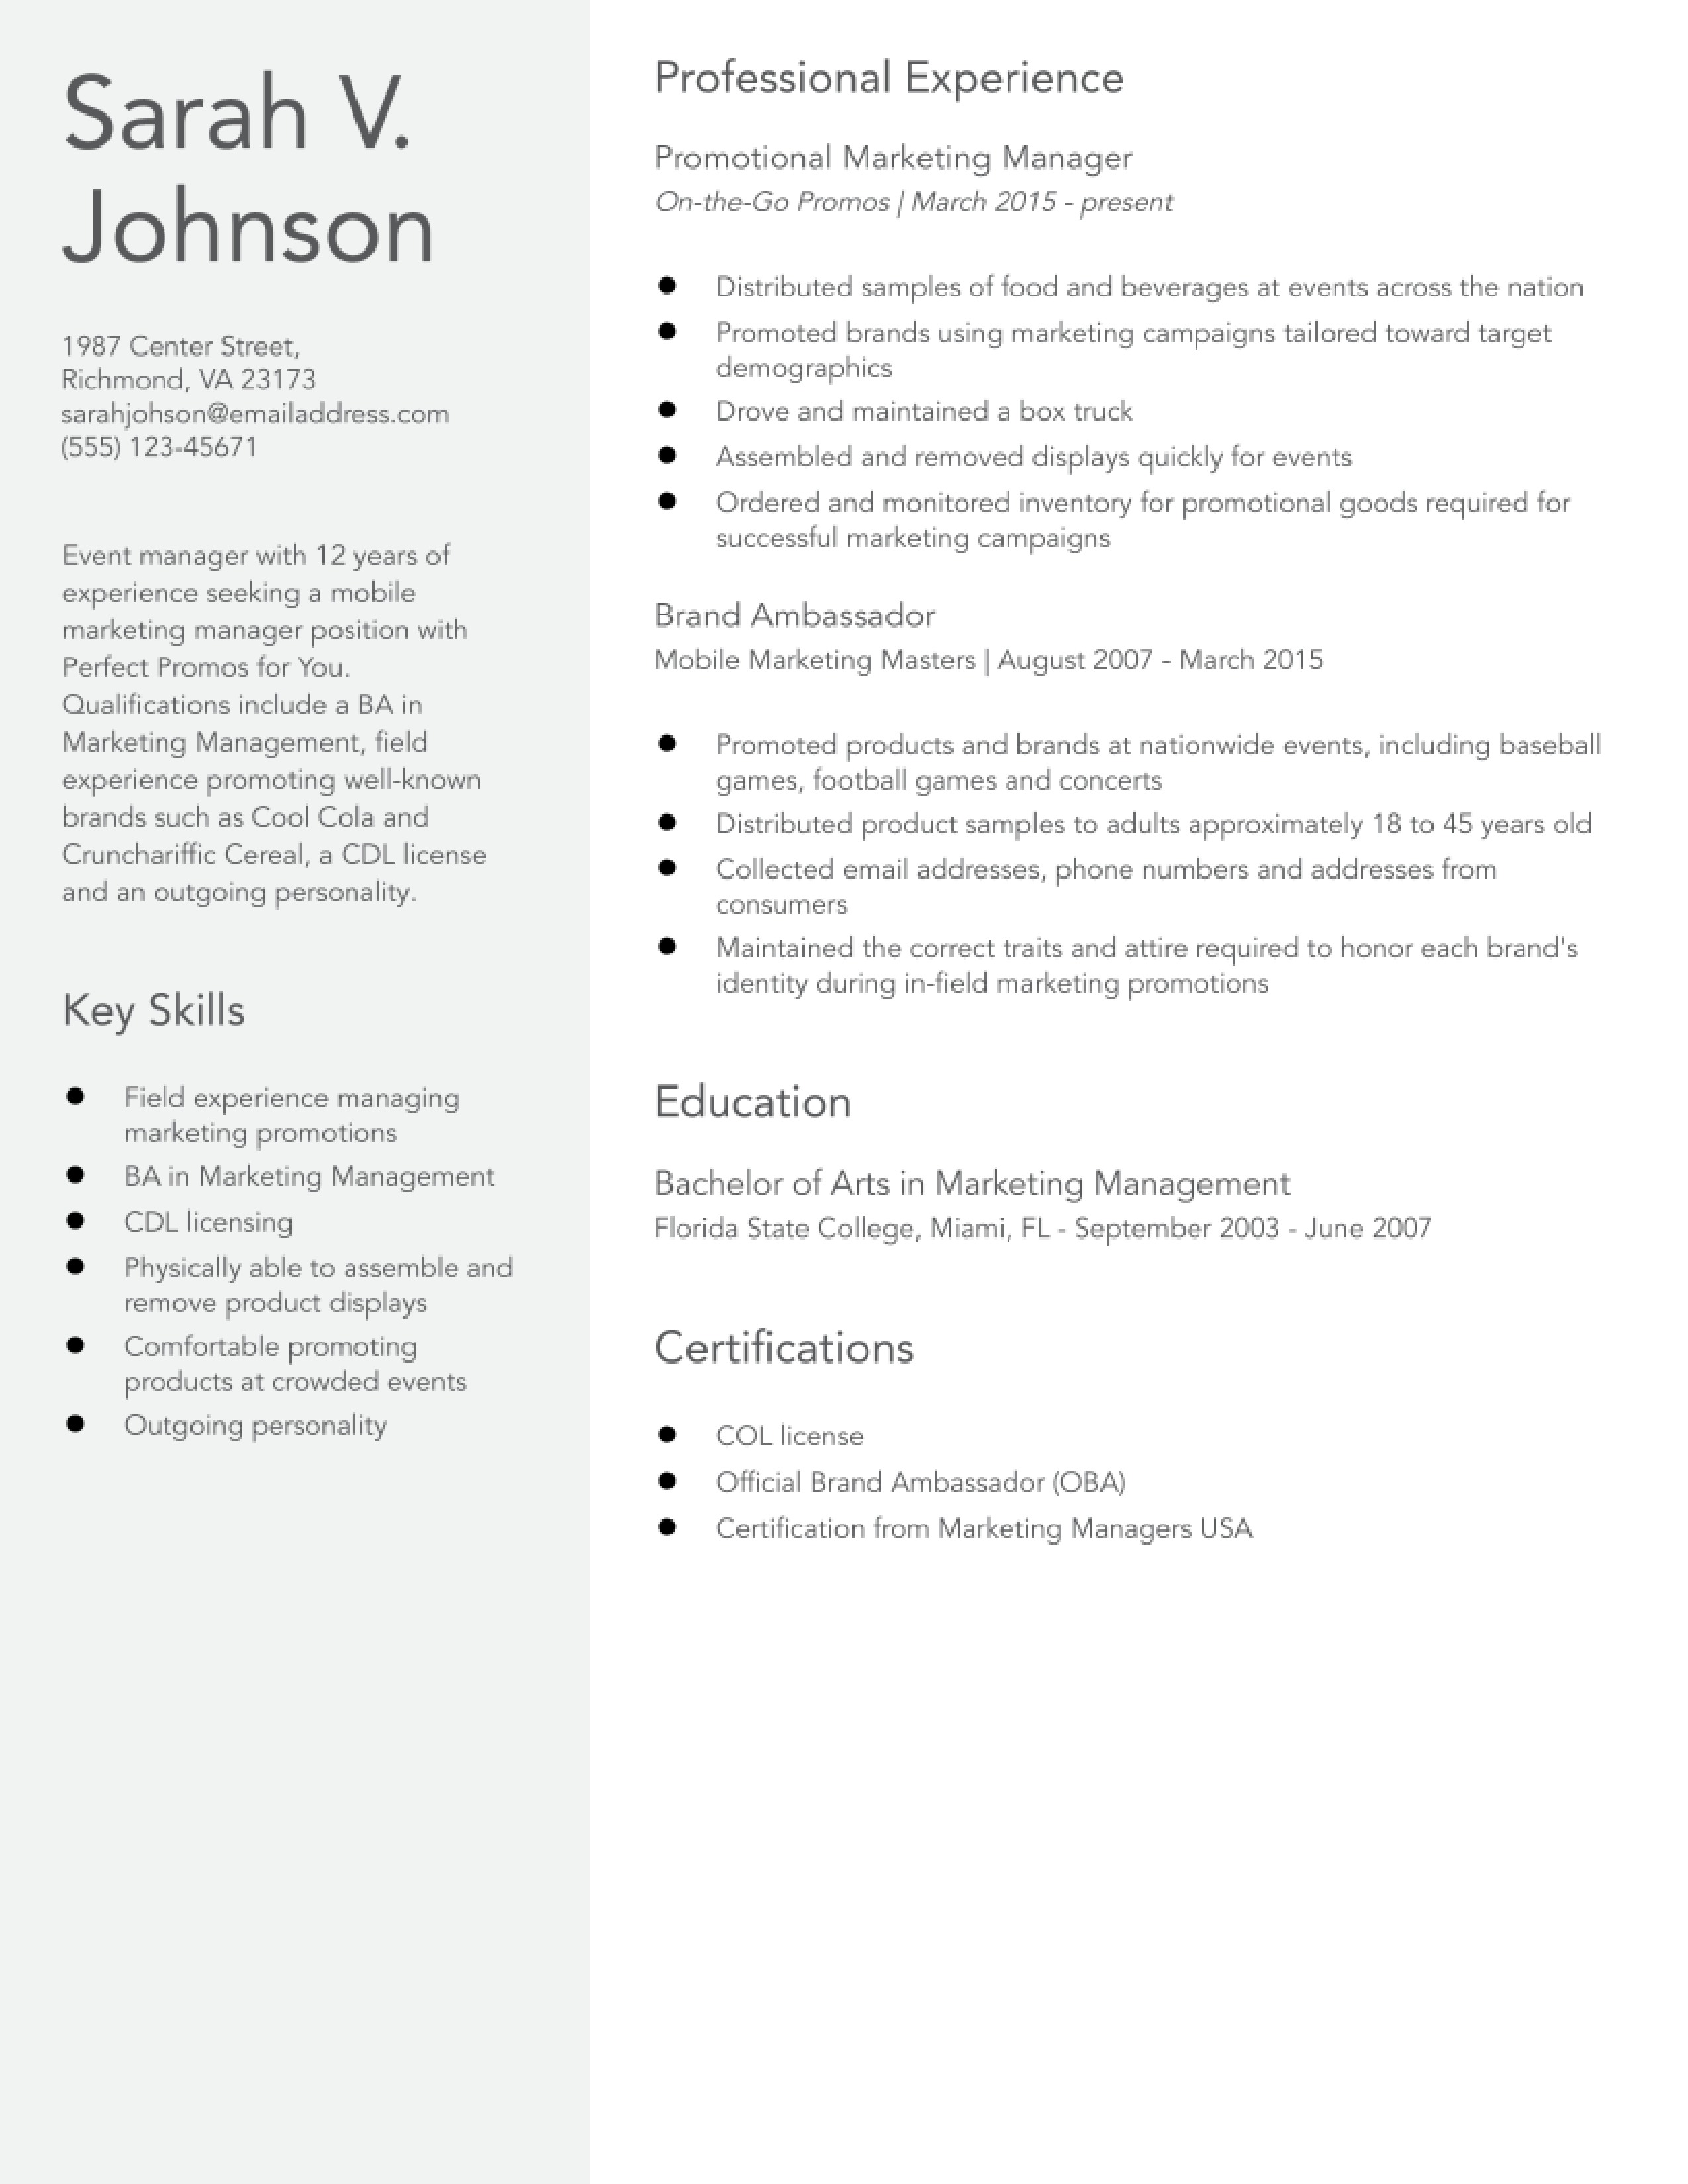 Sarah V.
Johnson
1987 Center Street,
Richmond, VA 23173
sarahjohson@emailaddress.com
(555) 123-45671
Event manager with 12 years of
experience seeking a mobile
marketing manager position with
Perfect Promos for You.
Qualifications include a BA in
Marketing Management, field
experience promoting well-known
brands such as Cool Cola and
Crunchariffic Cereal, a CDL license
and an outgoing personality.
Key Skills
● Field experience managing
marketing promotions
● BA in Marketing Management
● CDL licensing
● Physically able to assemble and
remove product displays
● Comfortable promoting
products at crowded events
● Outgoing personality
Professional Experience
Promotional Marketing Manager
On-the-Go Promos | March 2015 - present
● Distributed samples of food and beverages at events across the nation
● Promoted brands using marketing campaigns tailored toward target
demographics
● Drove and maintained a box truck
● Assembled and removed displays quickly for events
● Ordered and monitored inventory for promotional goods required for
successful marketing campaigns
Brand Ambassador
Mobile Marketing Masters | August 2007 - March 2015
● Promoted products and brands at nationwide events, including baseball
games, football games and concerts
● Distributed product samples to adults approximately 18 to 45 years old
● Collected email addresses, phone numbers and addresses from
consumers
● Maintained the correct traits and attire required to honor each brand's
identity during in-field marketing promotions
Education
Bachelor of Arts in Marketing Management
Florida State College, Miami, FL - September 2003 - June 2007
Certifications
● COL license
● Official Brand Ambassador (OBA)
● Certification from Marketing Managers USA